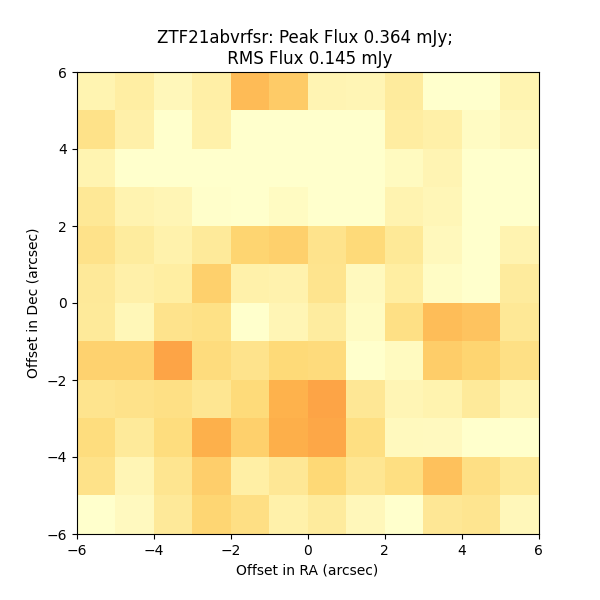 ZTF21abvrfsr: Peak Flux 0.364 mJy;
RMS Flux 0.145 mJy
6
4
2
0
−2
−4
−6
Offset in Dec (arcsec)
−6 −4 −2 0 2 4 6
Offset in RA (arcsec)